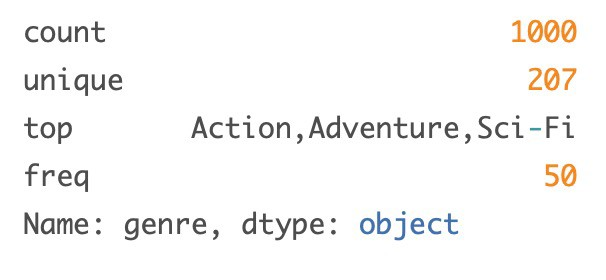 count 1000
unique 207
top Action,Adventure,Sci-Fi
freq 50
Name: genre, dtype: object